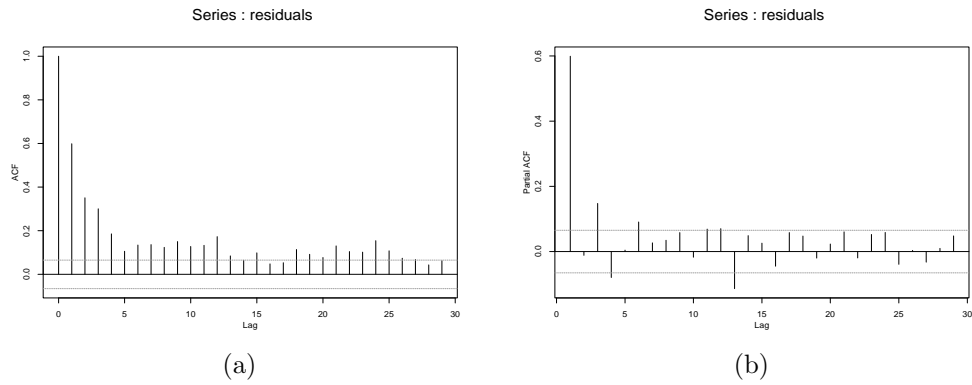 Series : residuals
ACF
0.0 0.2 0.4 0.6 0.8 1.0
0 5 10 15 20 25 30
Lag
(a)
Series : residuals
Partial ACF
0.0 0.2 0.4 0.6
0 5 10 15 20 25 30
Lag
(b)